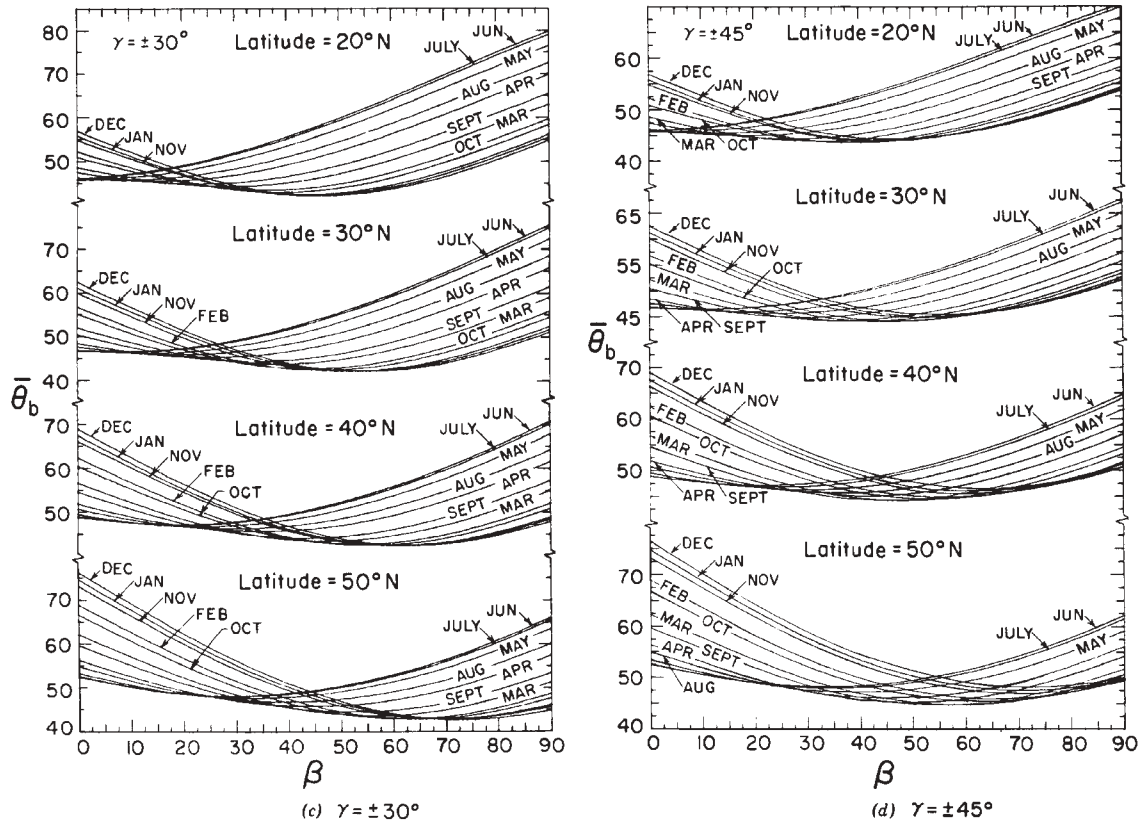 γ = ±30° Latitude = 20° N
JUN
JULY
MAY
AUG
APR
SEPT
MAR
OCT
DEC
JAN
NOV
80
70
60
50
Latitude = 30° N
JUN
JULY
MAY
AUG
APR
SEPT
MAR
OCT
DEC
JAN
NOV
FEB
70
60
50
40
θ̄b
Latitude = 40° N
JUN
JULY
MAY
AUG
APR
SEPT
MAR
DEC
JAN
NOV
FEB
OCT
70
60
50
Latitude = 50° N
JUN
JULY
MAY
AUG
APR
SEPT
MAR
DEC
JAN
NOV
FEB
OCT
70
60
50
40
0 10 20 30 40 50 60 70 80 90
β
(c) γ = ±30°
γ = ±45° Latitude = 20° N
JUN
JULY
MAY
AUG
APR
SEPT
DEC
JAN
NOV
FEB
MAR OCT
60
50
40
Latitude = 30° N
JUN
JULY
MAY
AUG
DEC
JAN
NOV
FEB
OCT
MAR
APR SEPT
65
55
45
θ̄b
Latitude = 40° N
JUN
JULY
MAY
AUG
DEC
JAN
NOV
FEB
OCT
MAR
APR SEPT
70
60
50
40
Latitude = 50° N
JUN
JULY
MAY
DEC
JAN
NOV
FEB
OCT
MAR
SEPT
APR
AUG
70
60
50
40
0 10 20 30 40 50 60 70 80 90
β
(d) γ = ±45°